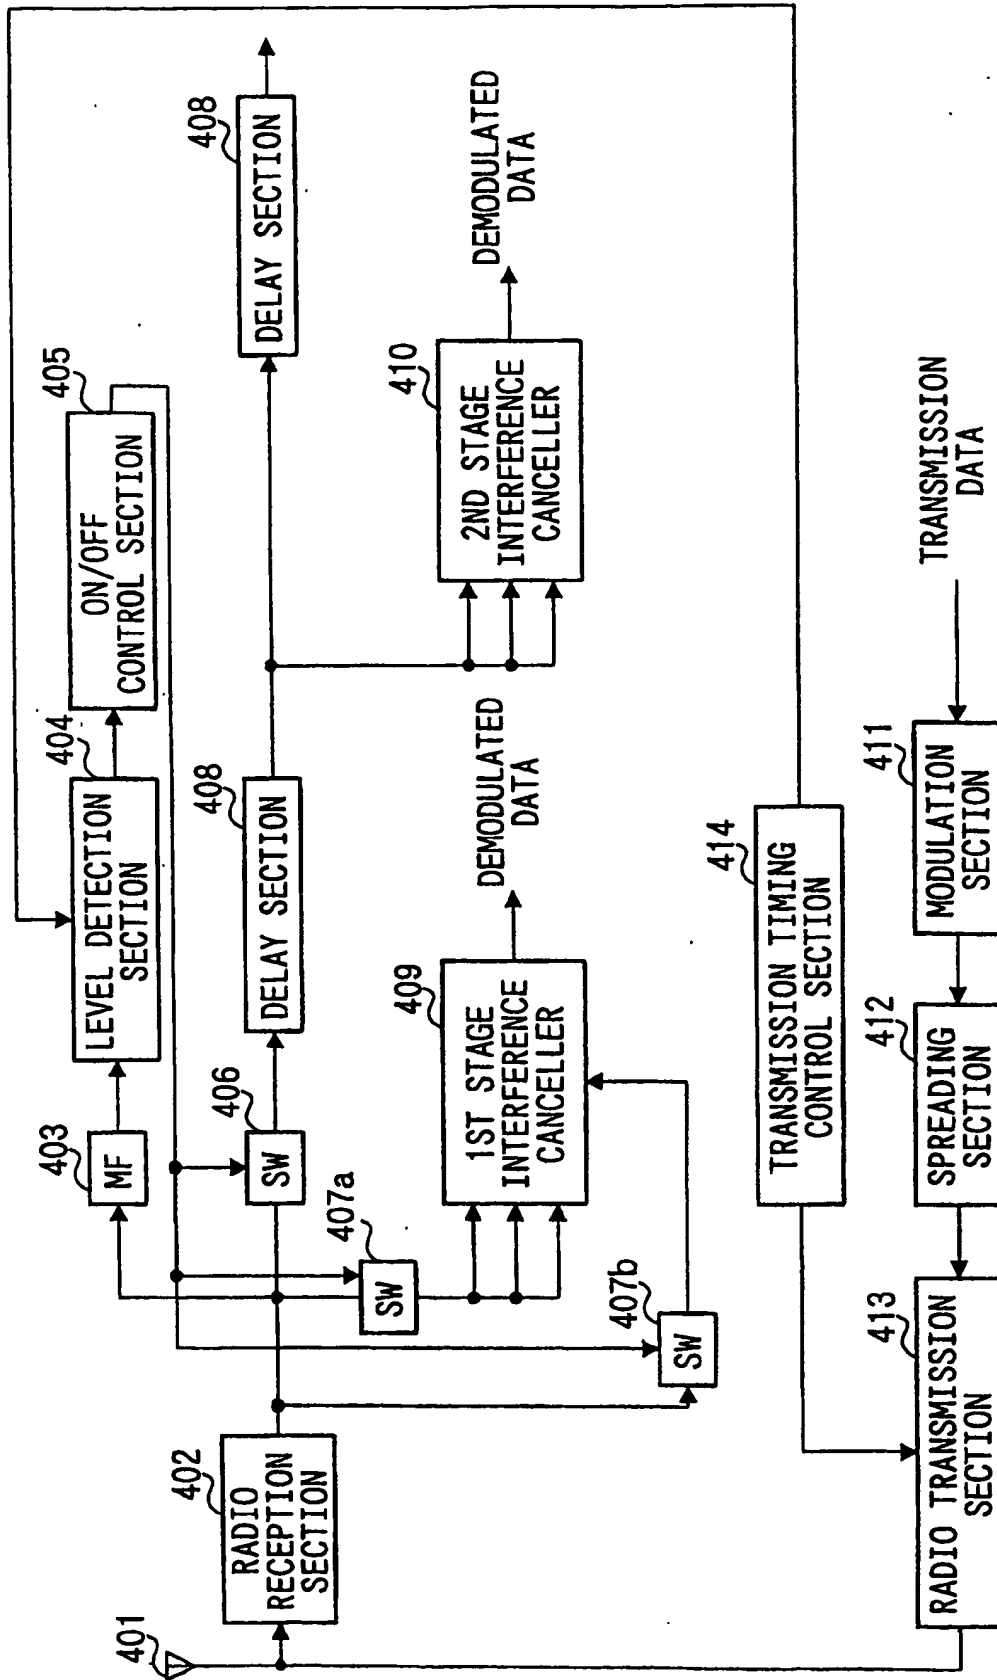 401
402
RADIO
RECEPTION
SECTION
403
MF
404
LEVEL DETECTION
SECTION
405
ON/OFF
CONTROL SECTION
406
SW
407a
SW
407b
SW
408
DELAY SECTION
408
DELAY SECTION
409
1ST STAGE
INTERFERENCE
CANCELLER
DEMODULATED
DATA
410
2ND STAGE
INTERFERENCE
CANCELLER
DEMODULATED
DATA
414
TRANSMISSION TIMING
CONTROL SECTION
413
RADIO TRANSMISSION
SECTION
412
SPREADING
SECTION
411
MODULATION
SECTION
TRANSMISSION
DATA